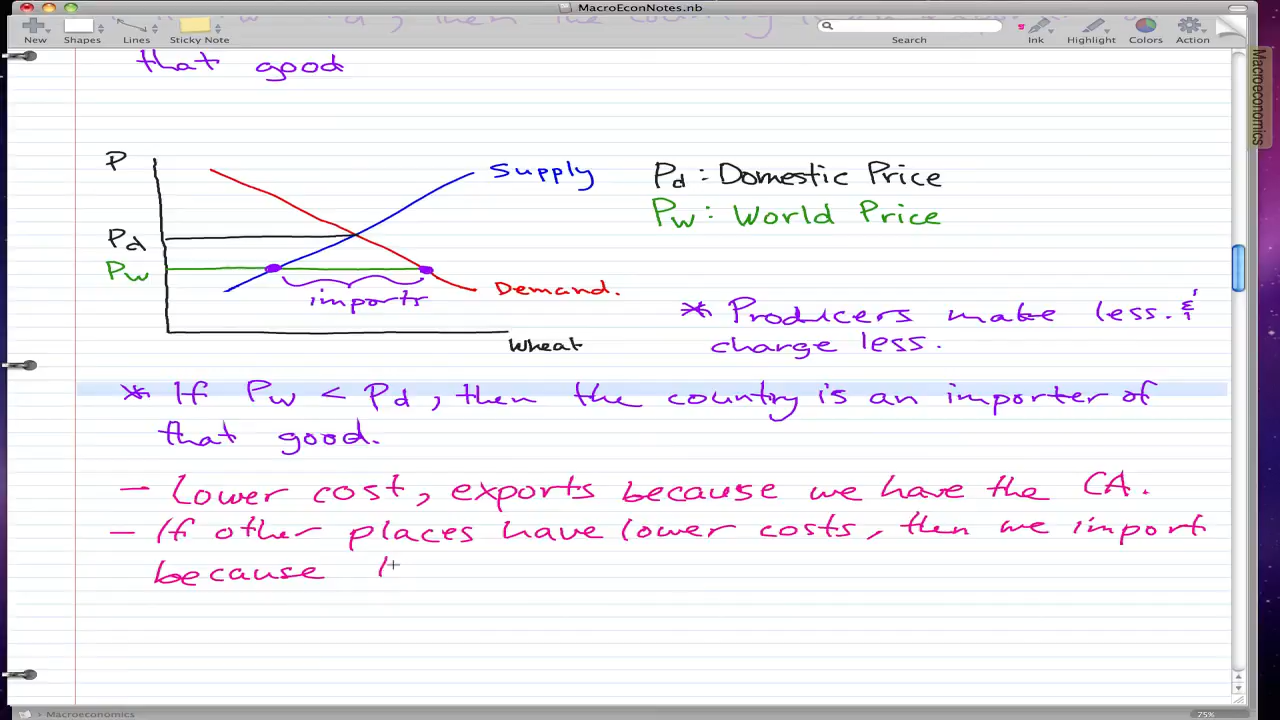 MacroEconNotes.nb
New Shapes Lines Sticky Note Search Ink Highlight Colors Action
that good
P
Supply
Pd : Domestic Price
Pw : World Price
Pd
Pw
imports
Demand.
* Producers make less. &
charge less.
Wheat
* If Pw < Pd, then the country is an importer of
that good.
- Lower cost, exports because we have the CA.
- If other places have lower costs, then we import
because
Macroeconomics
Macroeconomics
75%